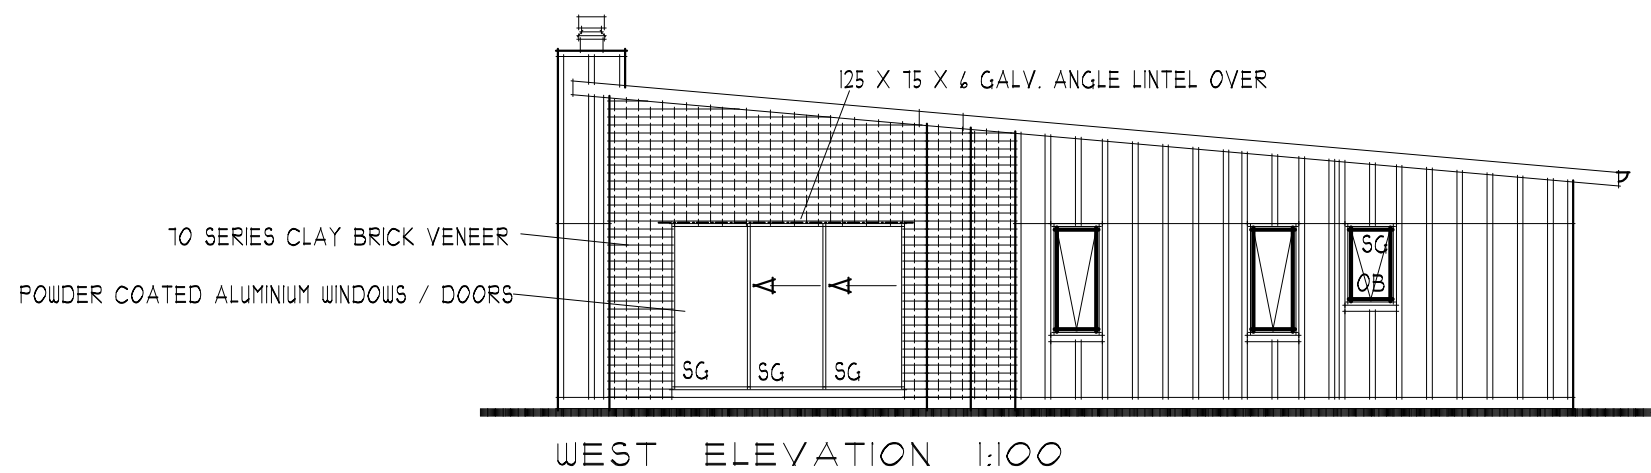 125 X 75 X 6 GALV. ANGLE LINTEL OVER
70 SERIES CLAY BRICK VENEER
POWDER COATED ALUMINIUM WINDOWS / DOORS
SG
OB
SG SG SG
WEST ELEVATION 1:100